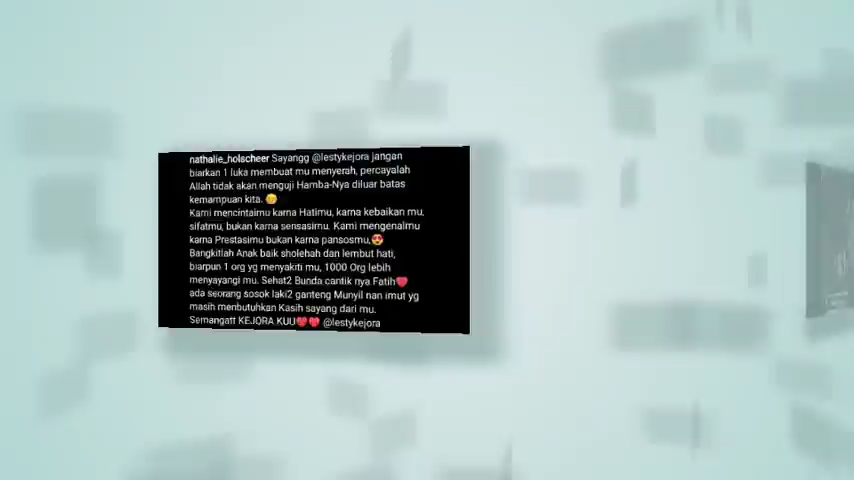 nathalie_holscheer Sayangg @lestykejora jangan
biarkan 1 luka membuat mu menyerah, percayalah
Allah tidak akan menguji Hamba-Nya diluar batas
kemampuan kita. 😔
Kami mencintaimu karna Hatimu, karna kebaikan mu,
sifatmu, bukan karna sensasimu. Kami mengenalmu
karna Prestasimu bukan karna pansosmu,😍
Bangkitlah Anak baik sholehah dan lembut hati,
biarpun 1 org yg menyakiti mu, 1000 Org lebih
menyayangi mu. Sehat2 Bunda cantik nya Fatih❤️
ada seorang sosok laki2 ganteng Munyil nan imut yg
masih membutuhkan Kasih sayang dari mu.
Semangatt KEJORA KUU❤️❤️ @lestykejora